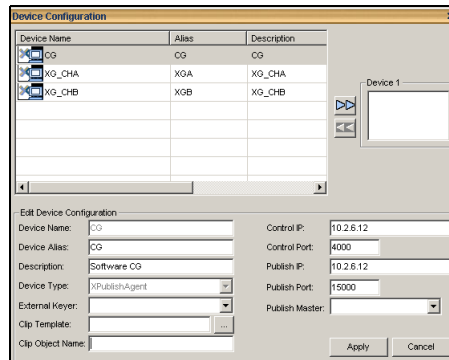 Device Configuration
Device Name Alias Description
CG CG CG
XG_CHA XGA XG_CHA
XG_CHB XGB XG_CHB
Device 1
Edit Device Configuration
Device Name: CG Control IP: 10.2.6.12
Device Alias: CG Control Port: 4000
Description: Software CG Publish IP: 10.2.6.12
Device Type: XPublishAgent Publish Port: 15000
External Keyer: Publish Master:
Clip Template: ...
Clip Object Name:
Apply Cancel